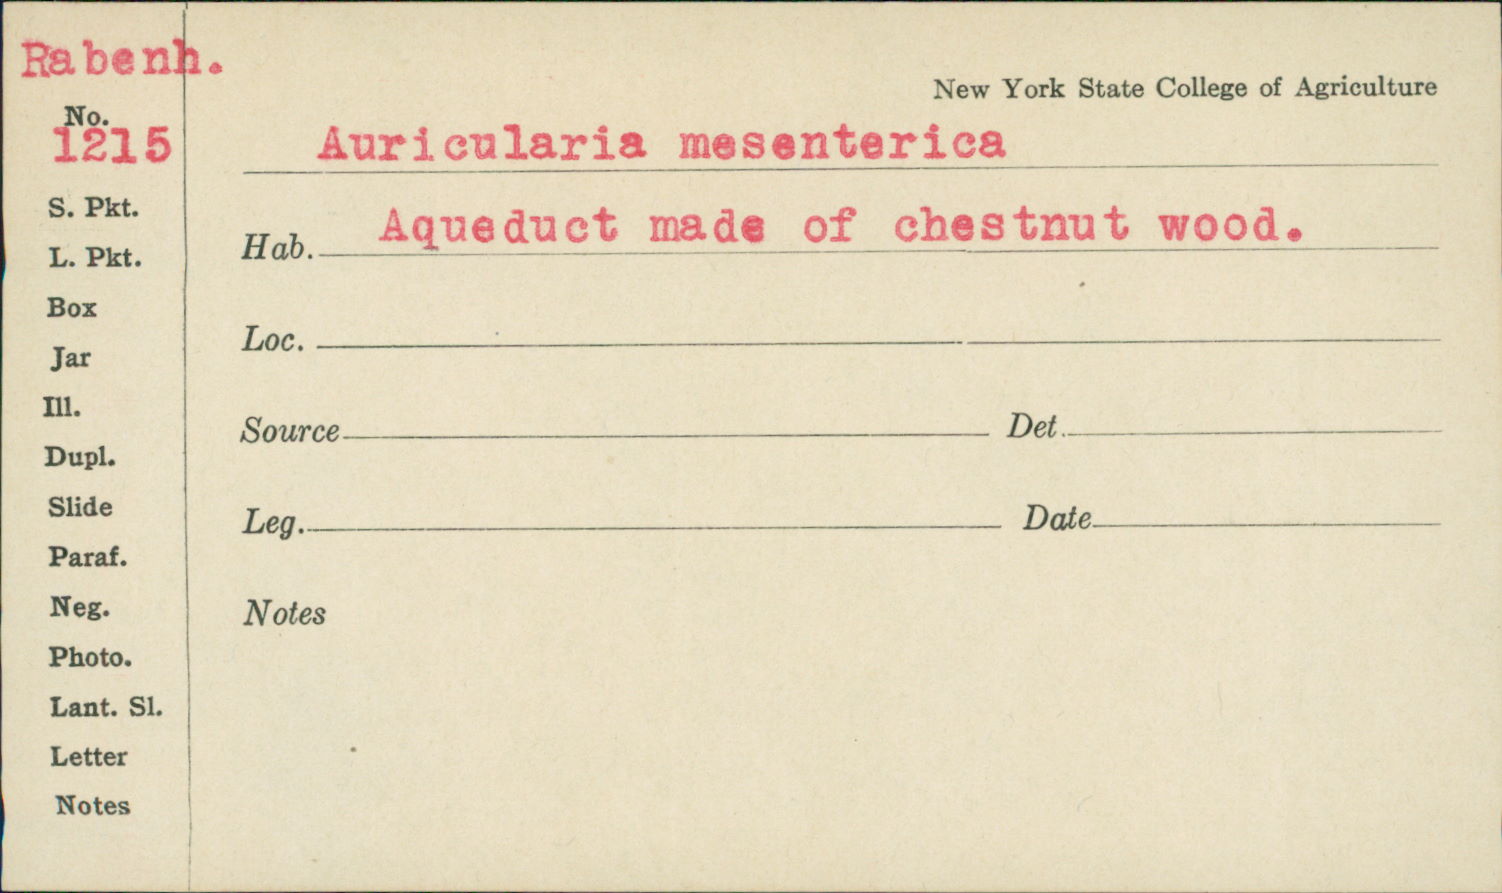 Rabenh.
New York State College of Agriculture
No.
1215
Auricularia mesenterica
S. Pkt.
Hab. Aqueduct made of chestnut wood.
L. Pkt.
Box
Loc.
Jar
Ill.
Source Det.
Dupl.
Slide
Leg. Date
Paraf.
Neg.
Notes
Photo.
Lant. Sl.
Letter
Notes